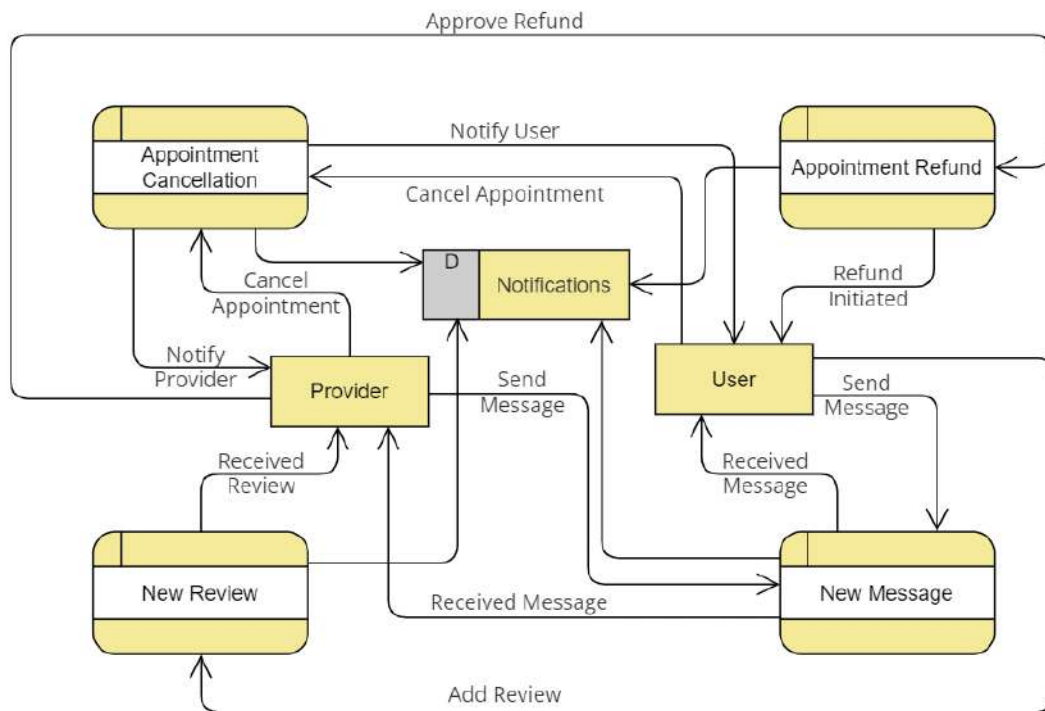 Approve Refund
Appointment
Cancellation
Notify User
Cancel Appointment
Appointment Refund
D
Notifications
Cancel
Appointment
Refund
Initiated
Notify
Provider
Provider
Send
Message
User
Send
Message
Received
Review
Received
Message
New Review
Received Message
New Message
Add Review